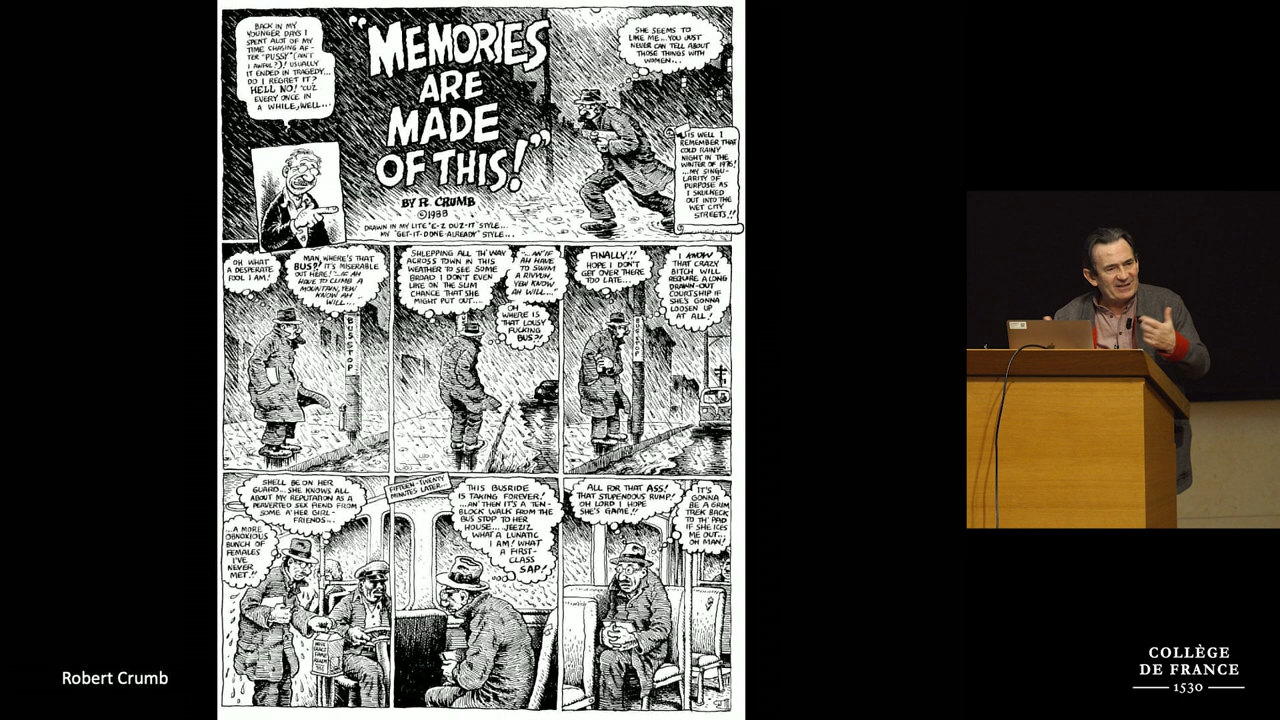 BACK IN MY
YOUNGER DAYS I
SPENT ALOT OF MY
TIME CHASING AF-
TER "PUSSY" (AIN'T
I AWFUL?)! USUALLY
IT ENDED IN TRAGEDY...
DO I REGRET IT?
HELL NO! 'CUZ
EVERY ONCE IN
A WHILE, WELL...
"MEMORIES
ARE
MADE
OF THIS!"
BY R. CRUMB
©1988
DRAWN IN MY LITE "E-Z DUZ-IT" STYLE...
MY "GET-IT-DONE-ALREADY" STYLE...
SHE SEEMS TO
LIKE ME...YOU JUST
NEVER CAN TELL ABOUT
THOSE THINGS WITH
WOMEN...
IS WELL I
REMEMBER THAT
COLD RAINY
NIGHT IN THE
WINTER OF 1976!
...MY SINGU-
LARITY OF
PURPOSE AS
I SKULKED
OUT INTO THE
WET CITY
STREETS!!
OH WHAT
A DESPERATE
FOOL I AM!
MAN, WHERE'S THAT
BUS?! IT'S MISERABLE
OUT HERE! "...IF AH
HAVE TO CLIMB A
MOUNTAIN, YEW
KNOW AH
WILL...
BUS STOP
SHLEPPING ALL TH' WAY
ACROSS TOWN IN THIS
WEATHER TO SEE SOME
BROAD I DON'T EVEN
LIKE ON THE SLIM
CHANCE THAT SHE
MIGHT PUT OUT...
"...AN' IF
AH HAVE
TO SWIM
A RIVVUH,
YEW KNOW
AH WILL...
OH
WHERE IS
THAT LOUSY
FUCKING
BUS?!
FINALLY!!
HOPE I DON'T
GET OVER THERE
TOO LATE...
I KNOW
THAT CRAZY
BITCH WILL
REQUIRE A LONG
DRAWN-OUT
COURTSHIP IF
SHE'S GONNA
LOOSEN UP
AT ALL!
BUS STOP
SHE'LL BE ON HER
GUARD...SHE KNOWS ALL
ABOUT MY REPUTATION AS A
PERVERTED SEX FIEND FROM
SOME A' HER GIRL-
FRIENDS...
...A MORE
OBNOXIOUS
BUNCH OF
FEMALES
I'VE
NEVER
MET!!
FIFTEEN-TWENTY
MINUTES LATER...
THIS BUSRIDE
IS TAKING FOREVER!
...AN' THEN IT'S A TEN-
BLOCK WALK FROM THE
BUS STOP TO HER
HOUSE....JEEZIZ
WHAT A LUNATIC
I AM! WHAT
A FIRST-
CLASS
SAP!
ALL FOR THAT ASS!
THAT STUPENDOUS RUMP!
OH LORD I HOPE
SHE'S GAME!!
IT'S
GONNA
BE A GRIM
TREK BACK
TO TH' PAD
IF SHE ICES
ME OUT...
OH MAN!
Robert Crumb
COLLÈGE
DE FRANCE
1530